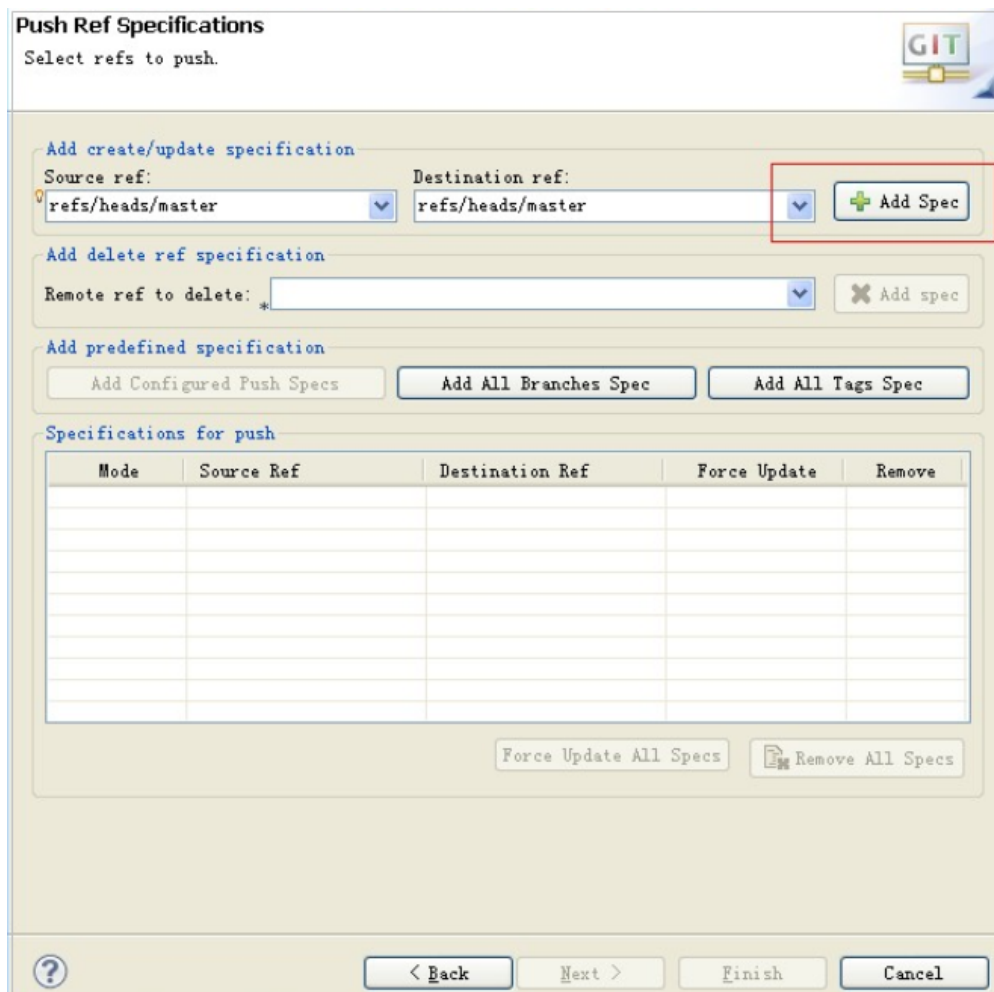 Push Ref Specifications
Select refs to push.
GIT
Add create/update specification
Source ref: Destination ref:
refs/heads/master refs/heads/master Add Spec
Add delete ref specification
Remote ref to delete: * Add spec
Add predefined specification
Add Configured Push Specs Add All Branches Spec Add All Tags Spec
Specifications for push
Mode Source Ref Destination Ref Force Update Remove
Force Update All Specs Remove All Specs
? < Back Next > Finish Cancel